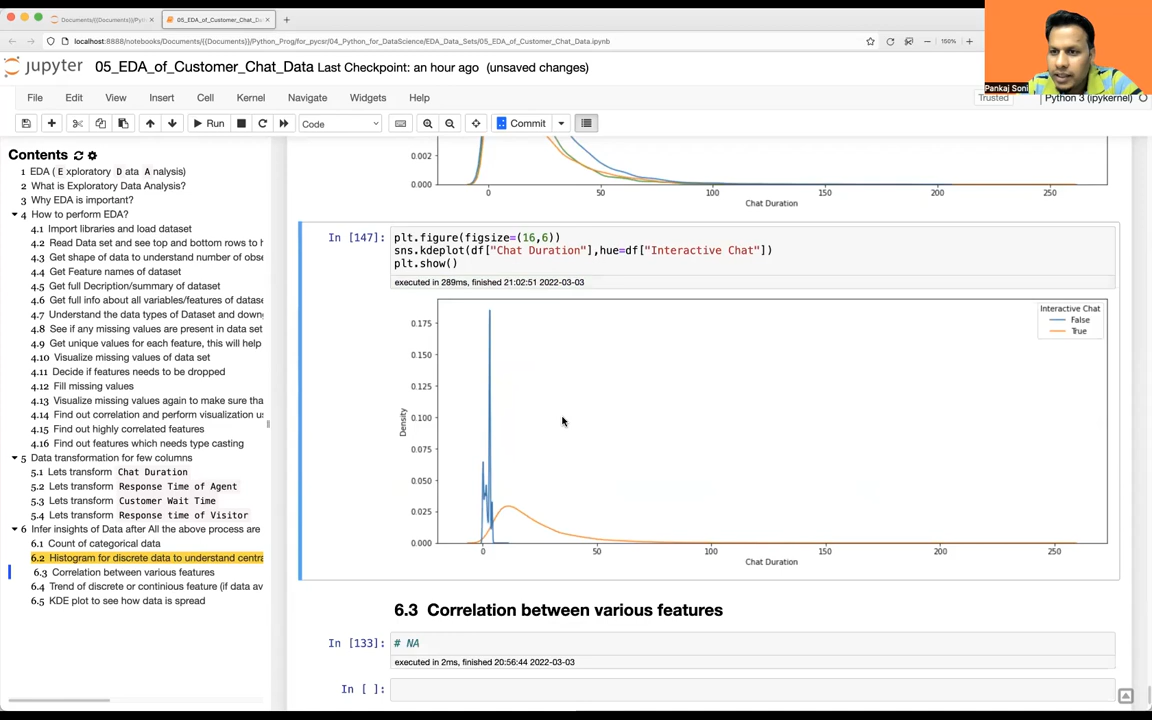 Documents/{{Documents}}/Pyt
05_EDA_of_Customer_Chat_Da
localhost:8888/notebooks/Documents/{{Documents}}/Python_Prog/for_pycsr/04_Python_for_DataScience/EDA_Data_Sets/05_EDA_of_Customer_Chat_Data.ipynb
150%
Pankaj Soni
jupyter 05_EDA_of_Customer_Chat_Data Last Checkpoint: an hour ago (unsaved changes)
File Edit View Insert Cell Kernel Navigate Widgets Help
Trusted Python 3 (ipykernel)
Run Code Commit
Contents
1 EDA ( E xploratory D ata A nalysis)
2 What is Exploratory Data Analysis?
3 Why EDA is important?
4 How to perform EDA?
4.1 Import libraries and load dataset
4.2 Read Data set and see top and bottom rows to h
4.3 Get shape of data to understand number of obse
4.4 Get Feature names of dataset
4.5 Get full Decription/summary of dataset
4.6 Get full info about all variables/features of datase
4.7 Understand the data types of Dataset and down
4.8 See if any missing values are present in data set
4.9 Get unique values for each feature, this will help
4.10 Visualize missing values of data set
4.11 Decide if features needs to be dropped
4.12 Fill missing values
4.13 Visualize missing values again to make sure tha
4.14 Find out correlation and perform visualization us
4.15 Find out highly correlated features
4.16 Find out features which needs type casting
5 Data transformation for few columns
5.1 Lets transform Chat Duration
5.2 Lets transform Response Time of Agent
5.3 Lets transform Customer Wait Time
5.4 Lets transform Response time of Visitor
6 Infer insights of Data after All the above process are
6.1 Count of categorical data
6.2 Histogram for discrete data to understand centra
6.3 Correlation between various features
6.4 Trend of discrete or continious feature (if data av
6.5 KDE plot to see how data is spread
0.002
0.000
0 50 100 150 200 250
Chat Duration
In [147]: plt.figure(figsize=(16,6))
sns.kdeplot(df["Chat Duration"],hue=df["Interactive Chat"])
plt.show()
executed in 289ms, finished 21:02:51 2022-03-03
Interactive Chat
False
True
0.175
0.150
0.125
0.100
0.075
0.050
0.025
0.000
Density
0 50 100 150 200 250
Chat Duration
6.3 Correlation between various features
In [133]: # NA
executed in 2ms, finished 20:56:44 2022-03-03
In [ ]: